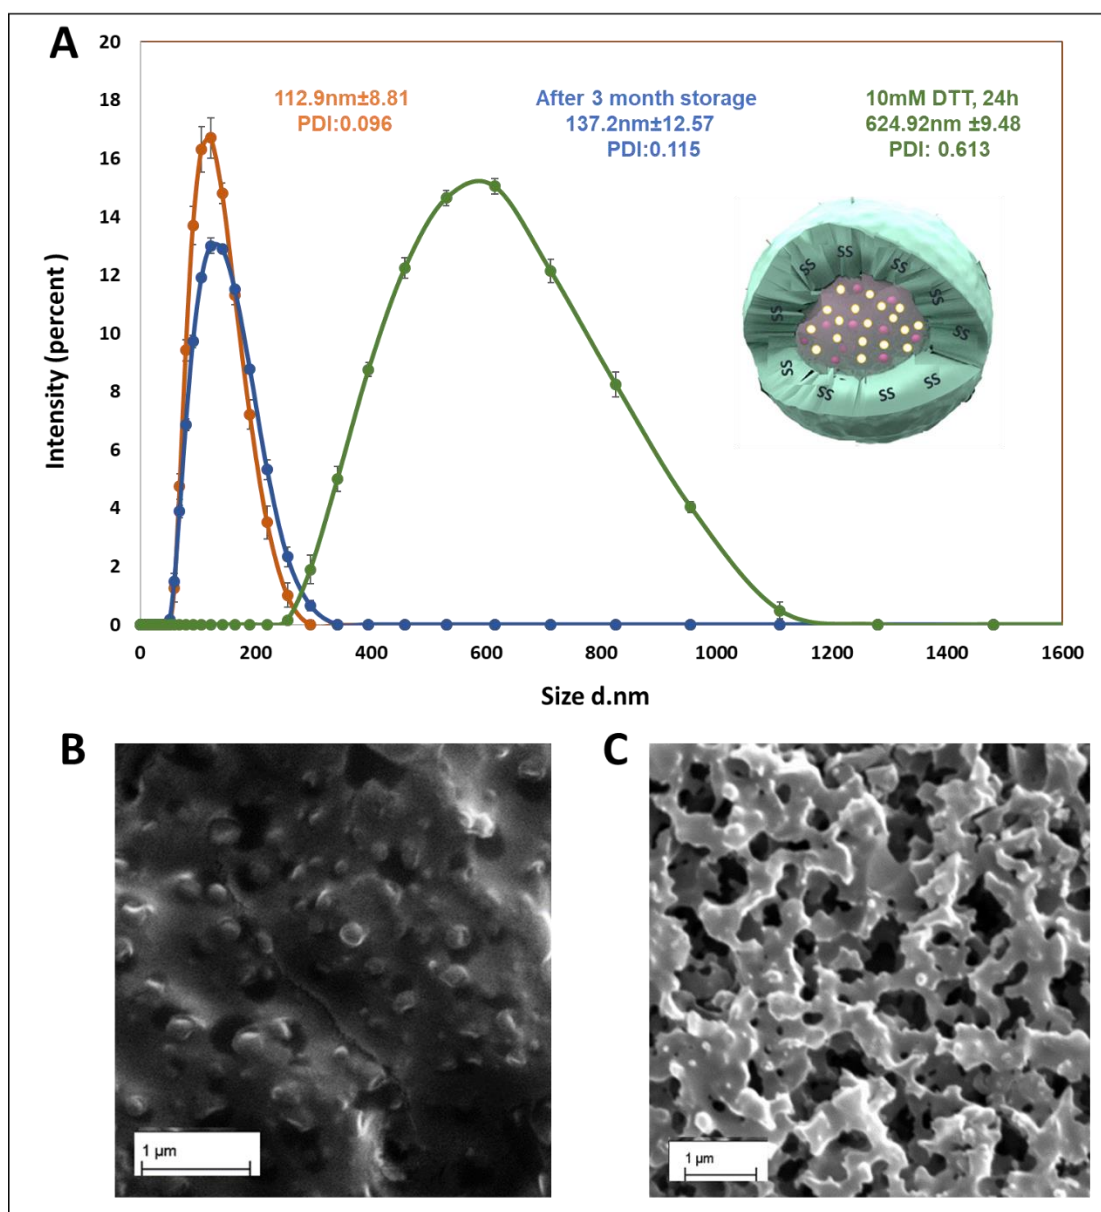 A
20
18
16
14
12
10
8
6
4
2
0
Intensity (percent )
112.9nm±8.81
PDI:0.096
After 3 month storage
137.2nm±12.57
PDI:0.115
10mM DTT, 24h
624.92nm ±9.48
PDI: 0.613
SS
SS
SS
SS
SS
SS
SS
SS
SS
SS
0
200
400
600
800
1000
1200
1400
1600
Size d.nm
B
C
1 µm
1 µm